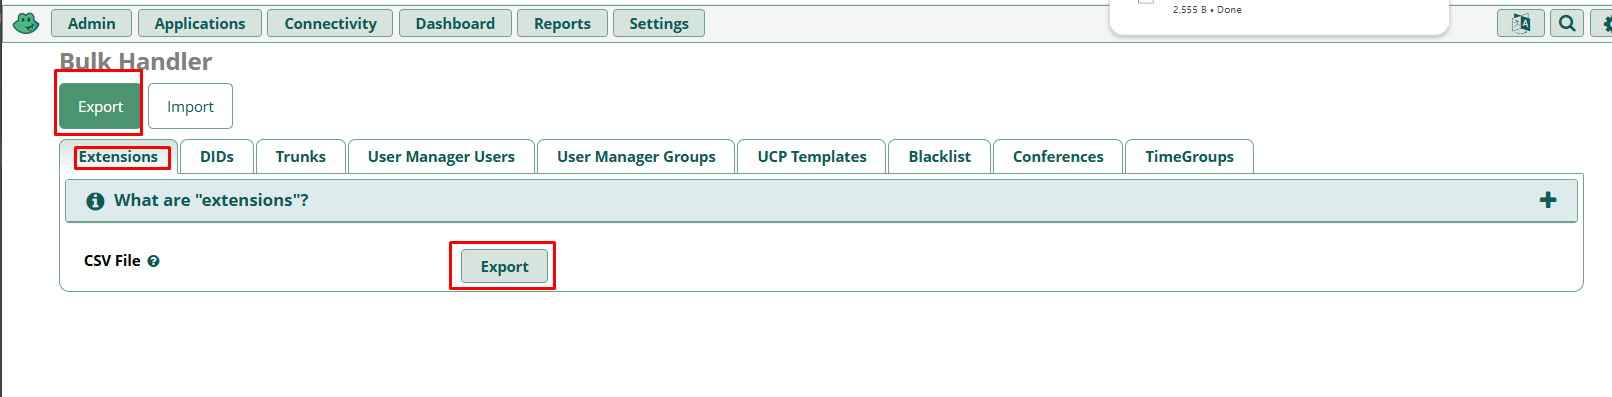 2,555 B • Done
Admin Applications Connectivity Dashboard Reports Settings
Bulk Handler
Export Import
Extensions DIDs Trunks User Manager Users User Manager Groups UCP Templates Blacklist Conferences TimeGroups
What are "extensions"?
CSV File
Export